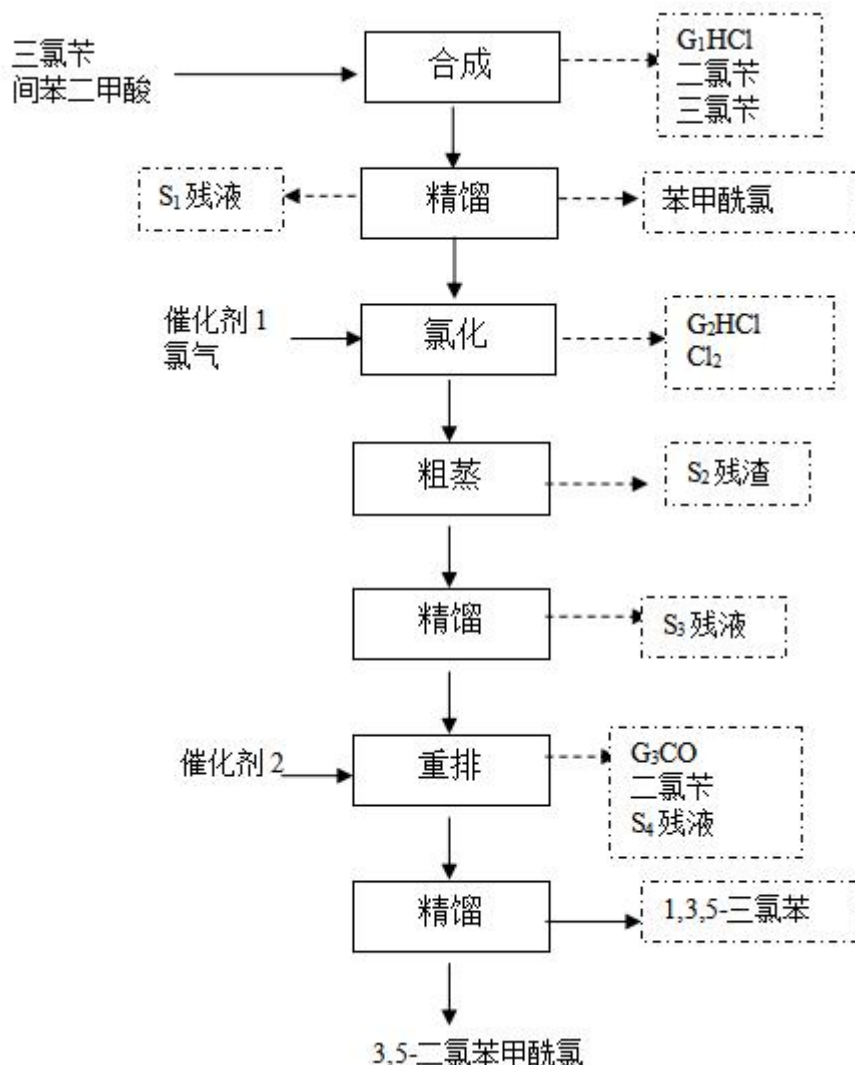 三氯苄
间苯二甲酸
合成
G₁HCl
二氯苄
三氯苄
S₁残液
精馏
苯甲酰氯
催化剂 1
氯气
氯化
G₂HCl
Cl₂
粗蒸
S₂残渣
精馏
S₃残液
催化剂 2
重排
G₃CO
二氯苄
S₄残液
精馏
1,3,5-三氯苯
3,5-二氯苯甲酰氯